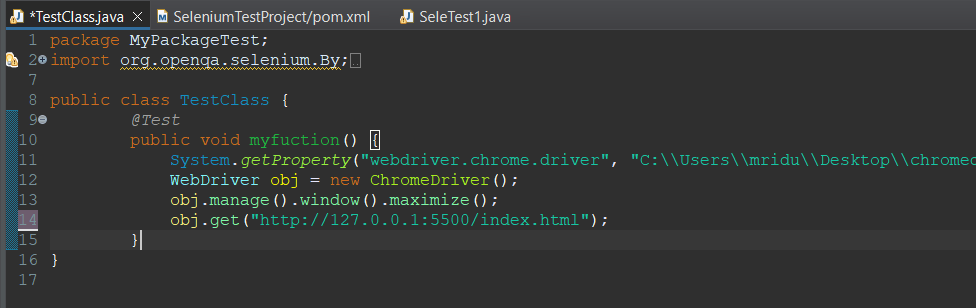 *TestClass.java SeleniumTestProject/pom.xml SeleTest1.java
1 package MyPackageTest;
2 import org.openqa.selenium.By;
7
8 public class TestClass {
9 @Test
10 public void myfuction() {
11 System.getProperty("webdriver.chrome.driver", "C:\\Users\\mridu\\Desktop\\chromed
12 WebDriver obj = new ChromeDriver();
13 obj.manage().window().maximize();
14 obj.get("http://127.0.0.1:5500/index.html");
15 }
16 }
17